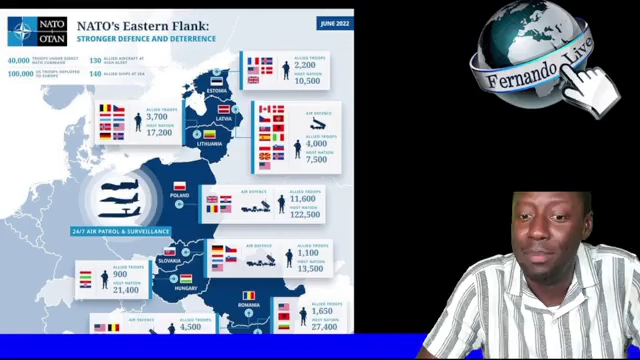 NATO
OTAN
NATO's Eastern Flank:
STRONGER DEFENCE AND DETERRENCE
JUNE 2022
40,000 TROOPS UNDER DIRECT NATO COMMAND
130 ALLIED AIRCRAFT AT HIGH ALERT
100,000 US TROOPS DEPLOYED TO EUROPE
140 ALLIED SHIPS AT SEA
ALLIED TROOPS
2,200
HOST NATION
10,500
ESTONIA
ALLIED TROOPS
3,700
HOST NATION
17,200
LATVIA
LITHUANIA
AIR DEFENCE
ALLIED TROOPS
4,000
HOST NATION
7,500
POLAND
AIR DEFENCE
ALLIED TROOPS
11,600
HOST NATION
122,500
24/7 AIR PATROL & SURVEILLANCE
SLOVAKIA
AIR DEFENCE
ALLIED TROOPS
1,100
HOST NATION
13,500
ALLIED TROOPS
900
HOST NATION
21,400
HUNGARY
ROMANIA
ALLIED TROOPS
1,650
HOST NATION
27,400
ALLIED TROOPS
4,500
Fernando Live